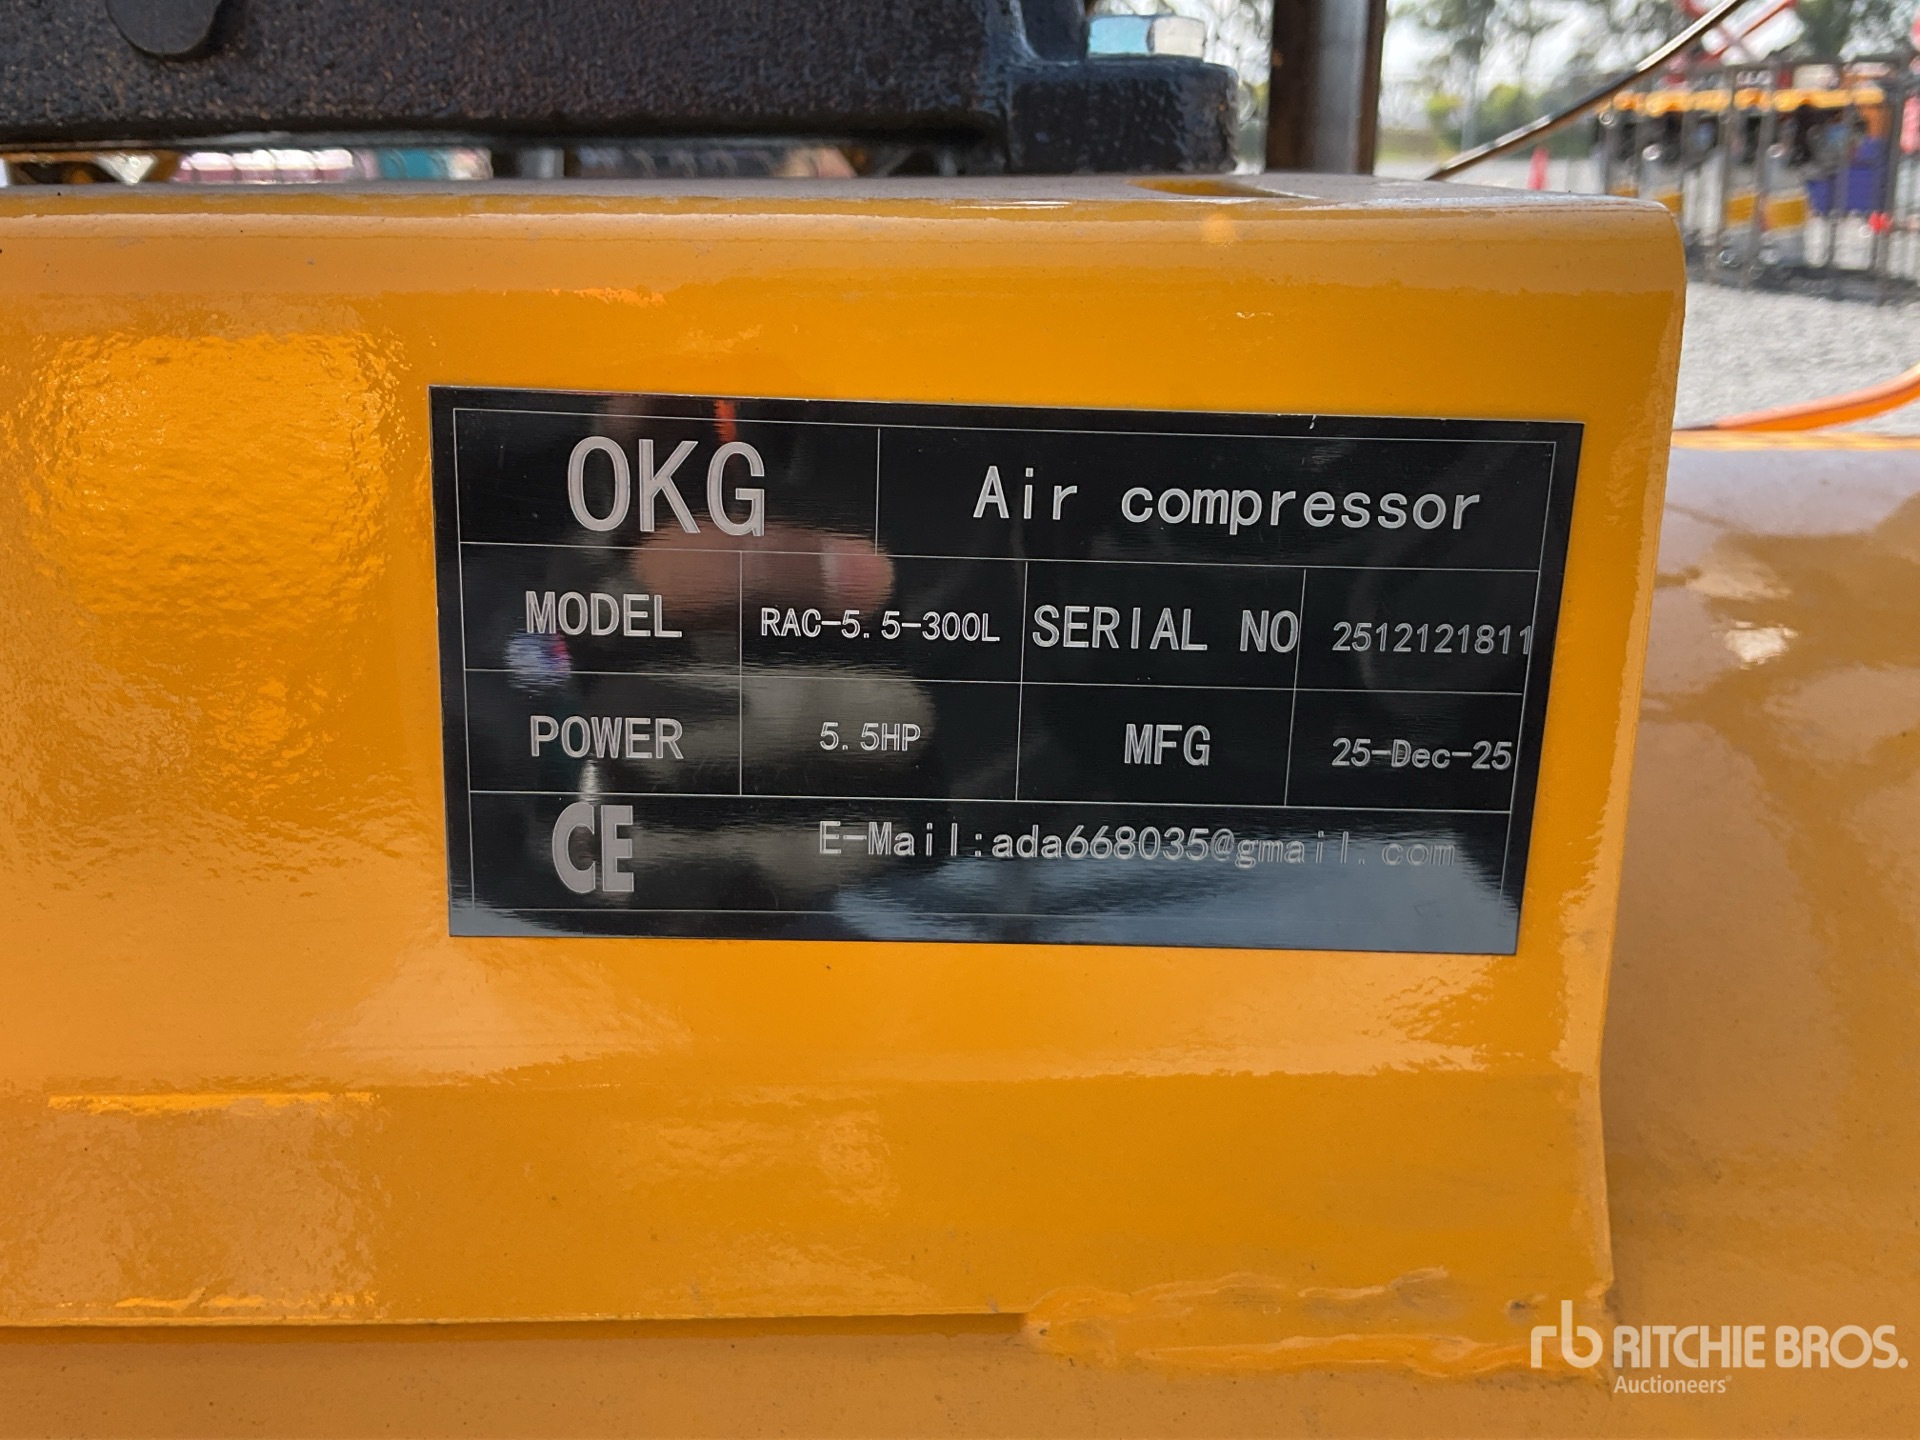 OKG Air compressor
MODEL RAC-5.5-300L SERIAL NO 2512121811
POWER 5.5HP MFG 25-Dec-25
CE E-Mail:ada668035@gmail.com
rb RITCHIE BROS.
Auctioneers